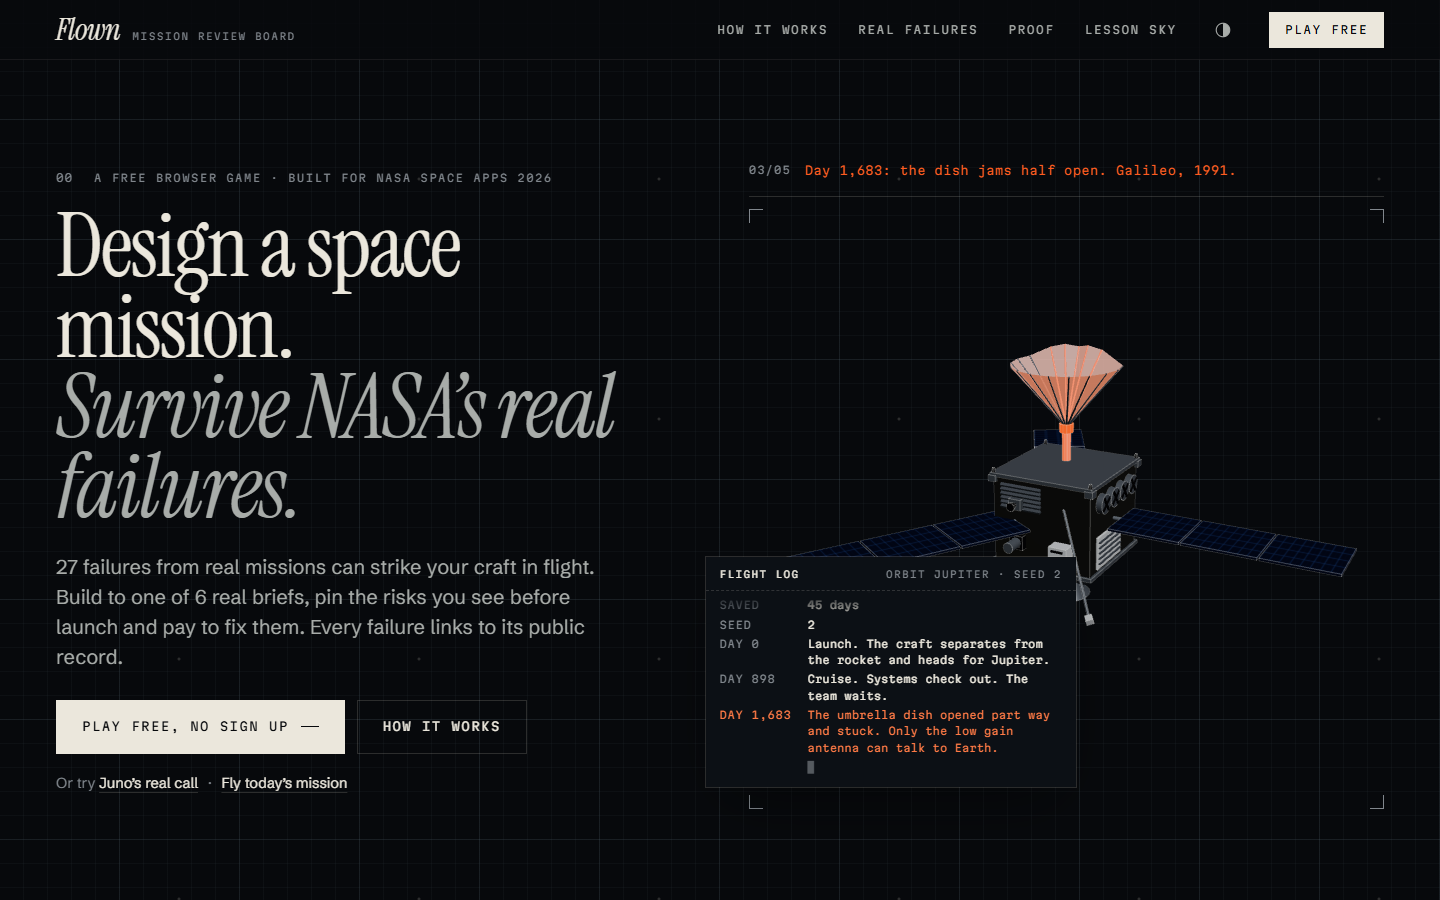 Flown MISSION REVIEW BOARD
HOW IT WORKS REAL FAILURES PROOF LESSON SKY PLAY FREE
00 A FREE BROWSER GAME · BUILT FOR NASA SPACE APPS 2026
Design a space
mission.
Survive NASA’s real
failures.
27 failures from real missions can strike your craft in flight.
Build to one of 6 real briefs, pin the risks you see before
launch and pay to fix them. Every failure links to its public
record.
PLAY FREE, NO SIGN UP
HOW IT WORKS
Or try Juno’s real call · Fly today’s mission
03/05 Day 1,683: the dish jams half open. Galileo, 1991.
FLIGHT LOG ORBIT JUPITER · SEED 2
SAVED 45 days
SEED 2
DAY 0 Launch. The craft separates from
the rocket and heads for Jupiter.
DAY 898 Cruise. Systems check out. The
team waits.
DAY 1,683 The umbrella dish opened part way
and stuck. Only the low gain
antenna can talk to Earth.